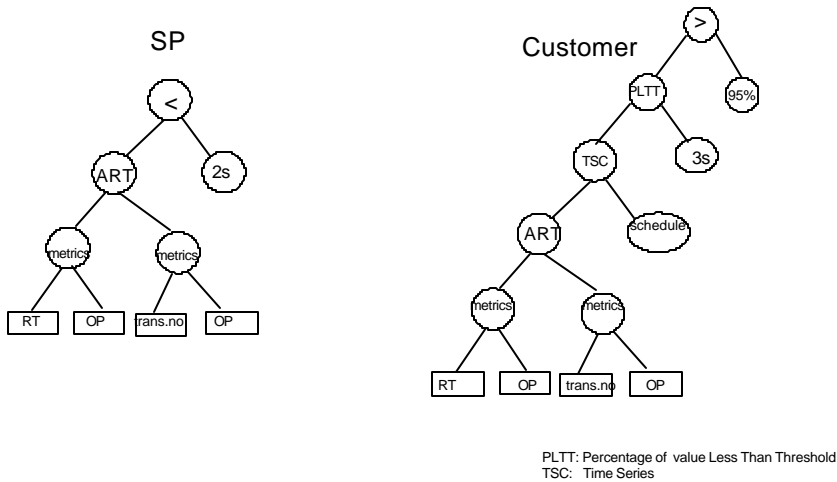 SP
<
ART
2s
metrics
metrics
RT
OP
trans.no
OP
Customer
>
PLTT
95%
TSC
3s
ART
schedule
metrics
metrics
RT
OP
trans.no
OP
PLTT: Percentage of value Less Than Threshold
TSC: Time Series